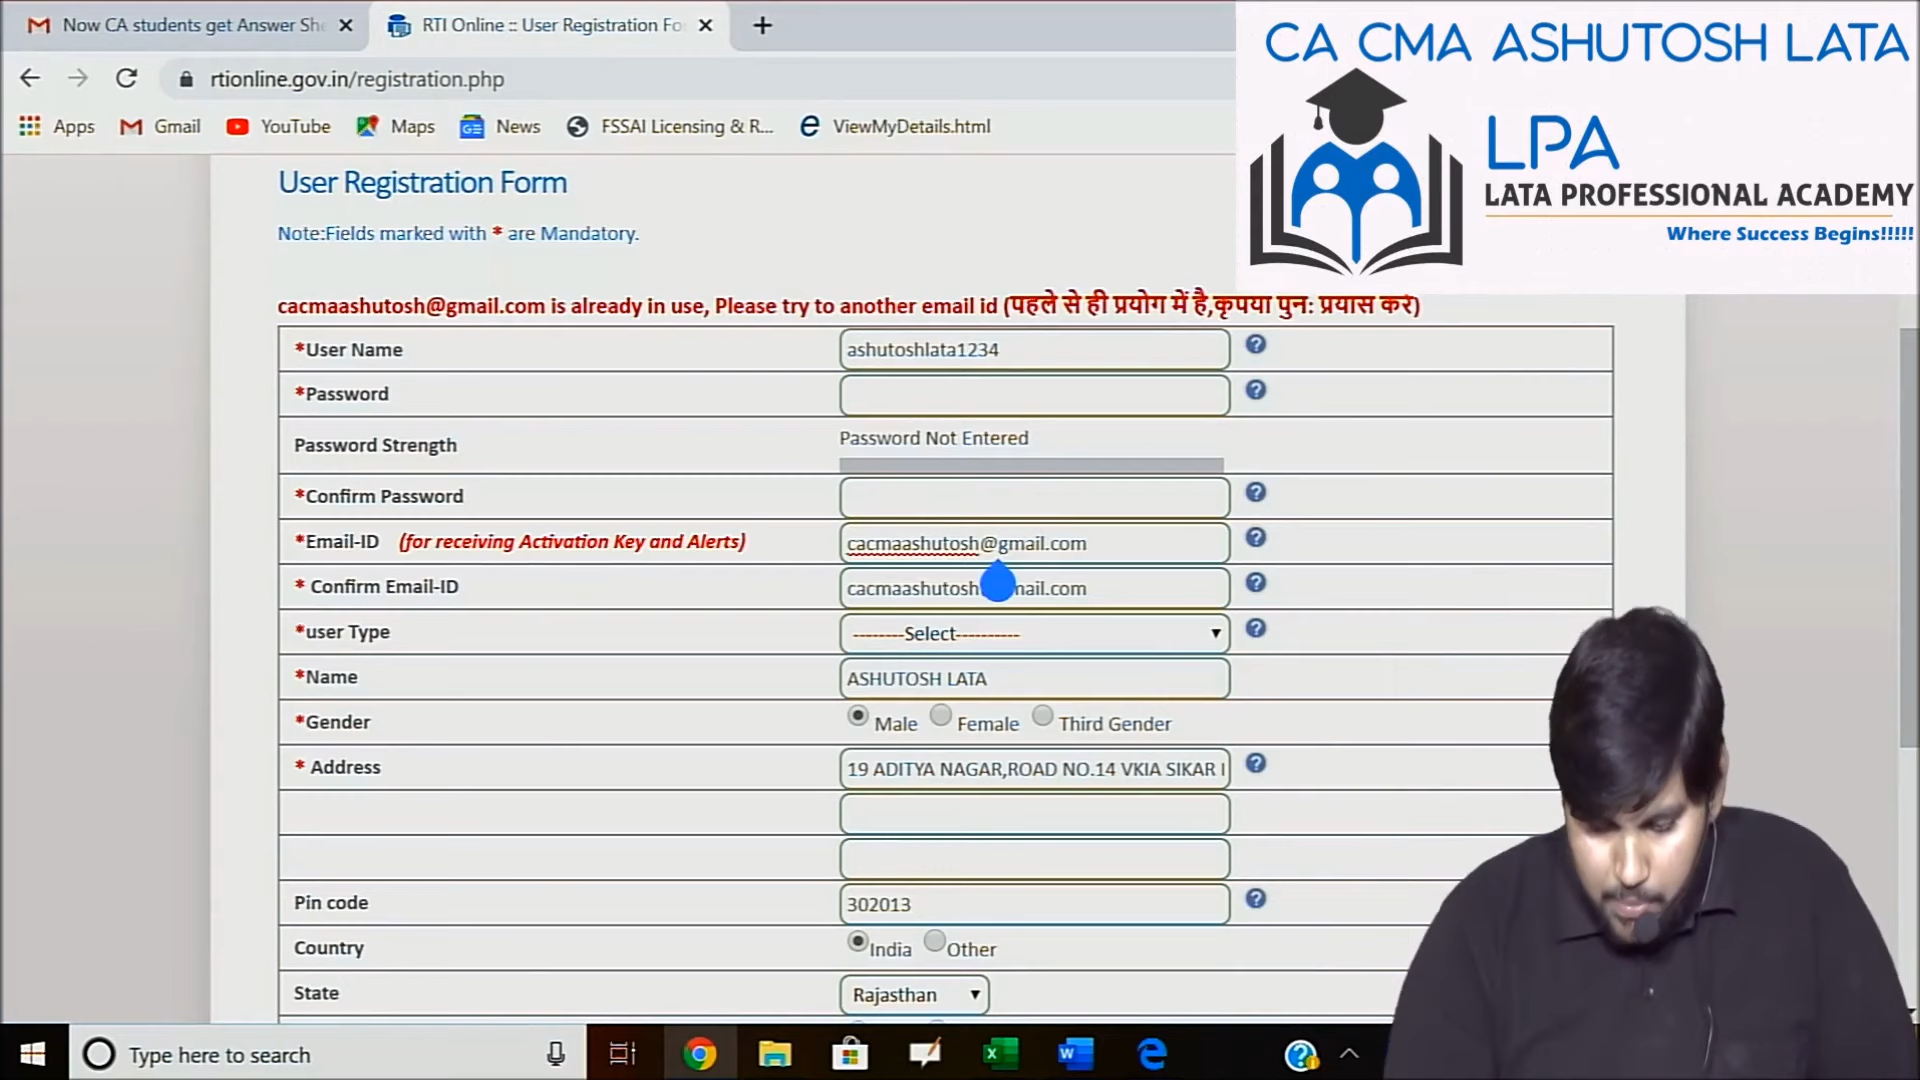 Now CA students get Answer She
RTI Online :: User Registration Fo
rtionline.gov.in/registration.php
Apps
Gmail
YouTube
Maps
News
FSSAI Licensing & R...
ViewMyDetails.html
CA CMA ASHUTOSH LATA
LPA
LATA PROFESSIONAL ACADEMY
Where Success Begins!!!!!
User Registration Form
Note:Fields marked with * are Mandatory.
cacmaashutosh@gmail.com is already in use, Please try to another email id (पहले से ही प्रयोग में है,कृपया पुन: प्रयास करे)
*User Name ashutoshlata1234
*Password
Password Strength Password Not Entered
*Confirm Password
*Email-ID (for receiving Activation Key and Alerts) cacmaashutosh@gmail.com
* Confirm Email-ID cacmaashutosh mail.com
*user Type --------Select----------
*Name ASHUTOSH LATA
*Gender Male Female Third Gender
* Address 19 ADITYA NAGAR,ROAD NO.14 VKIA SIKAR
Pin code 302013
Country India Other
State Rajasthan
Type here to search